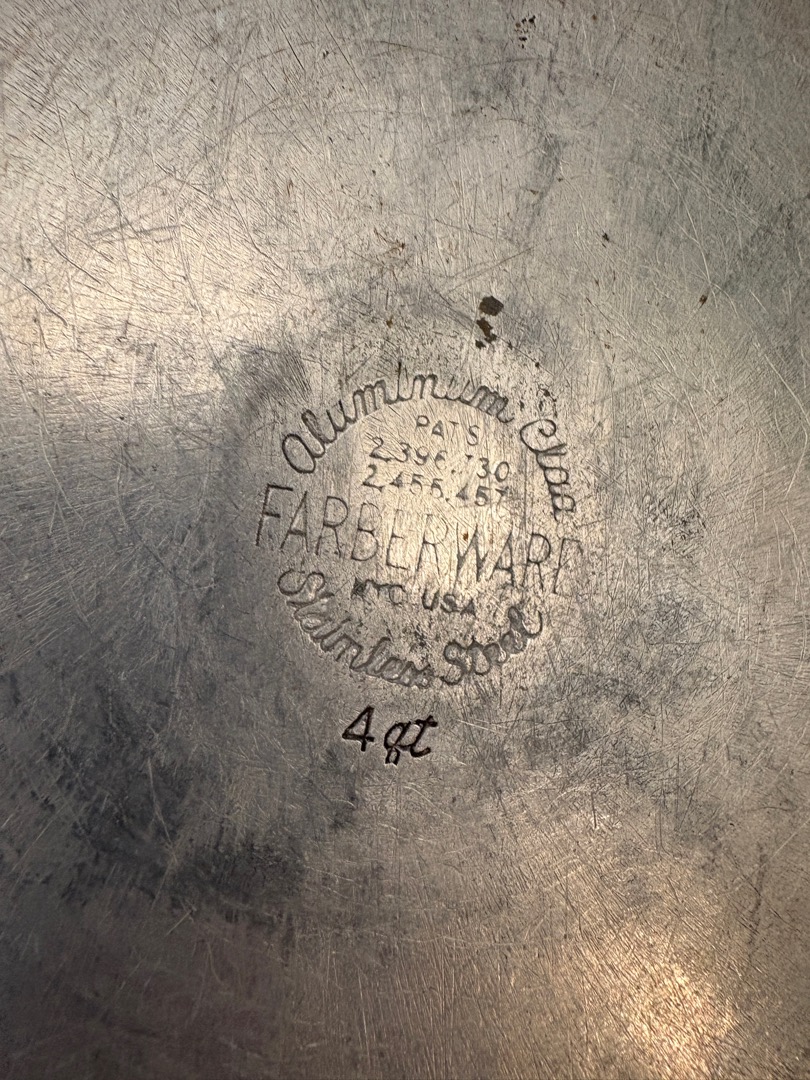 Aluminum Clad
PATS
2,396,730
2,455,457
FARBERWARE
NYC USA
Stainless Steel
4 qt